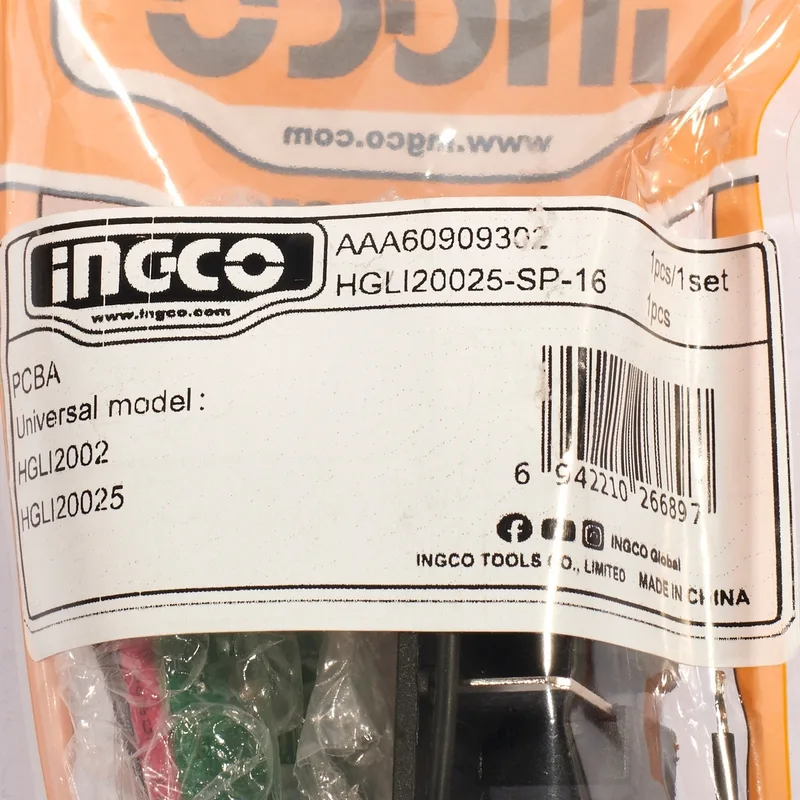 www.ingco.com
INGCO
www.ingco.com
AAA60909302
HGLI20025-SP-16
1pcs/1set
1pcs
PCBA
Universal model:
HGLI2002
HGLI20025
6 942210 266897
INGCO Global
INGCO TOOLS CO., LIMITED MADE IN CHINA